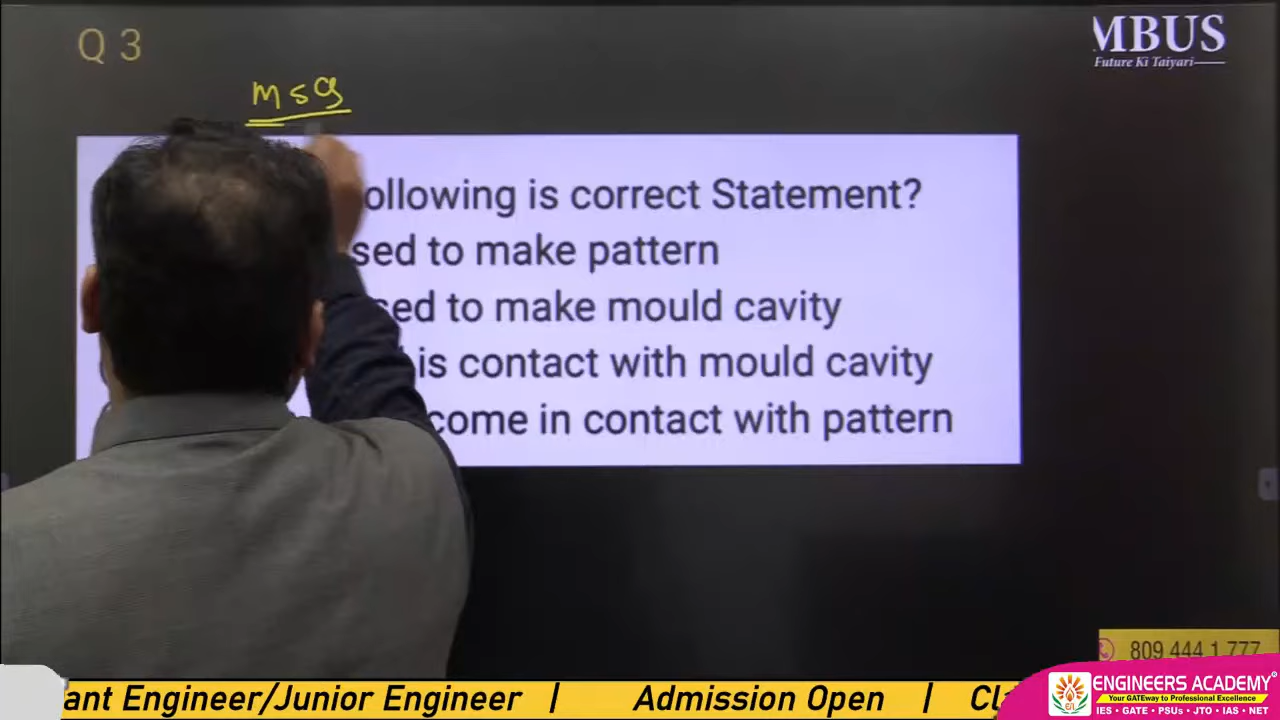 Q 3
MBUS
Future Ki Taiyari
MSQ
ollowing is correct Statement?
sed to make pattern
sed to make mould cavity
is contact with mould cavity
come in contact with pattern
809 444 1 777
ant Engineer/Junior Engineer | Admission Open | Cla
ENGINEERS ACADEMY
Your GATEway to Professional Excellence
IES • GATE • PSUs • JTO • IAS • NET